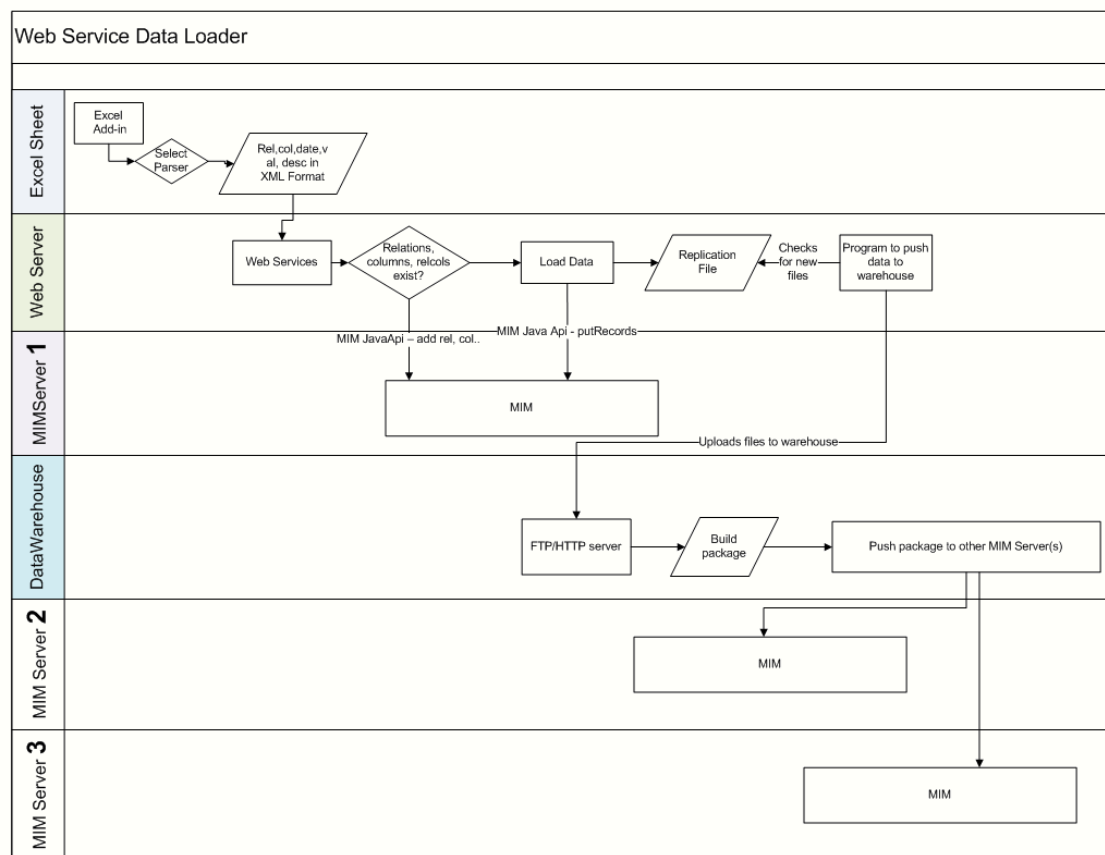 Web Service Data Loader
Excel Sheet
Excel
Add-in
Select
Parser
Rel,col,date,v
al, desc in
XML Format
Web Server
Web Services
Relations,
columns, relcols
exist?
Load Data
Replication
File
Checks
for new
files
Program to push
data to
warehouse
MIM JavaApi – add rel, col..
MIM Java Api - putRecords
MIMServer 1
MIM
Uploads files to warehouse
DataWarehouse
FTP/HTTP server
Build
package
Push package to other MIM Server(s)
MIM Server 2
MIM
MIM Server 3
MIM